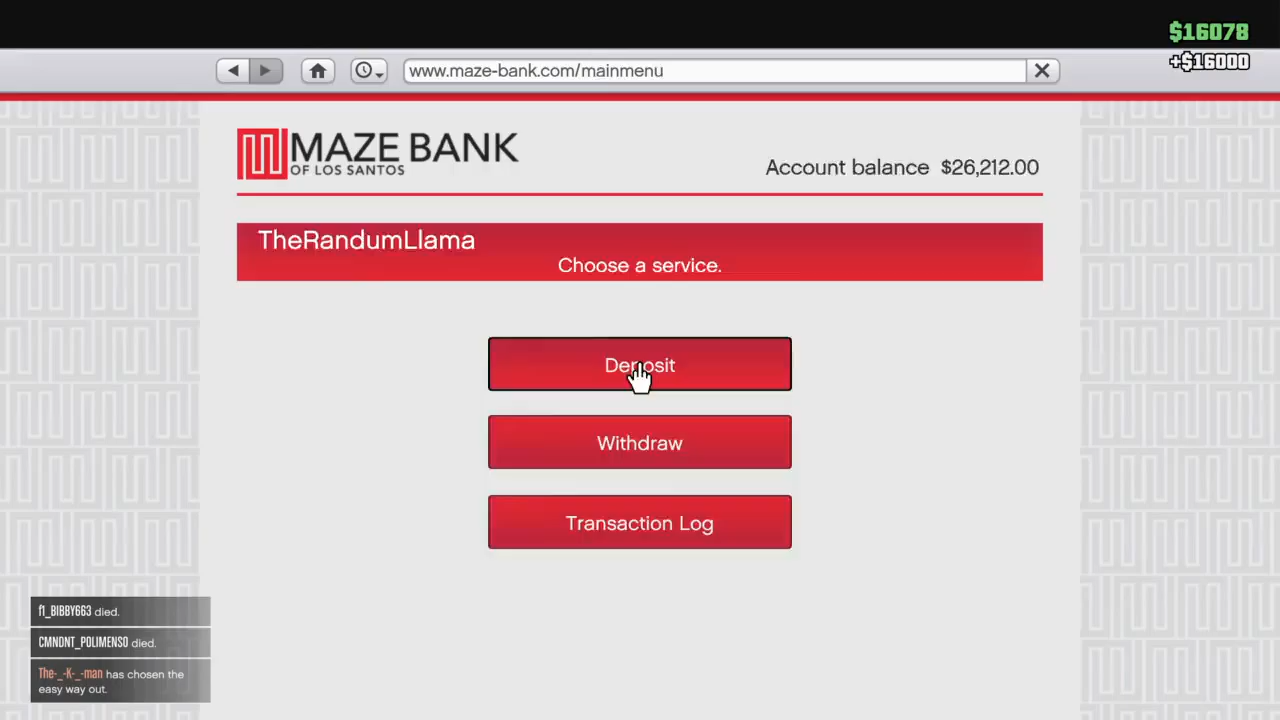 $16078
+$16000
www.maze-bank.com/mainmenu
MAZE BANK
OF LOS SANTOS
Account balance $26,212.00
TheRandumLlama
Choose a service.
Deposit
Withdraw
Transaction Log
f1_BIBBY663 died.
CMNDNT_POLIMENSO died.
The-_-K-_-man has chosen the
easy way out.